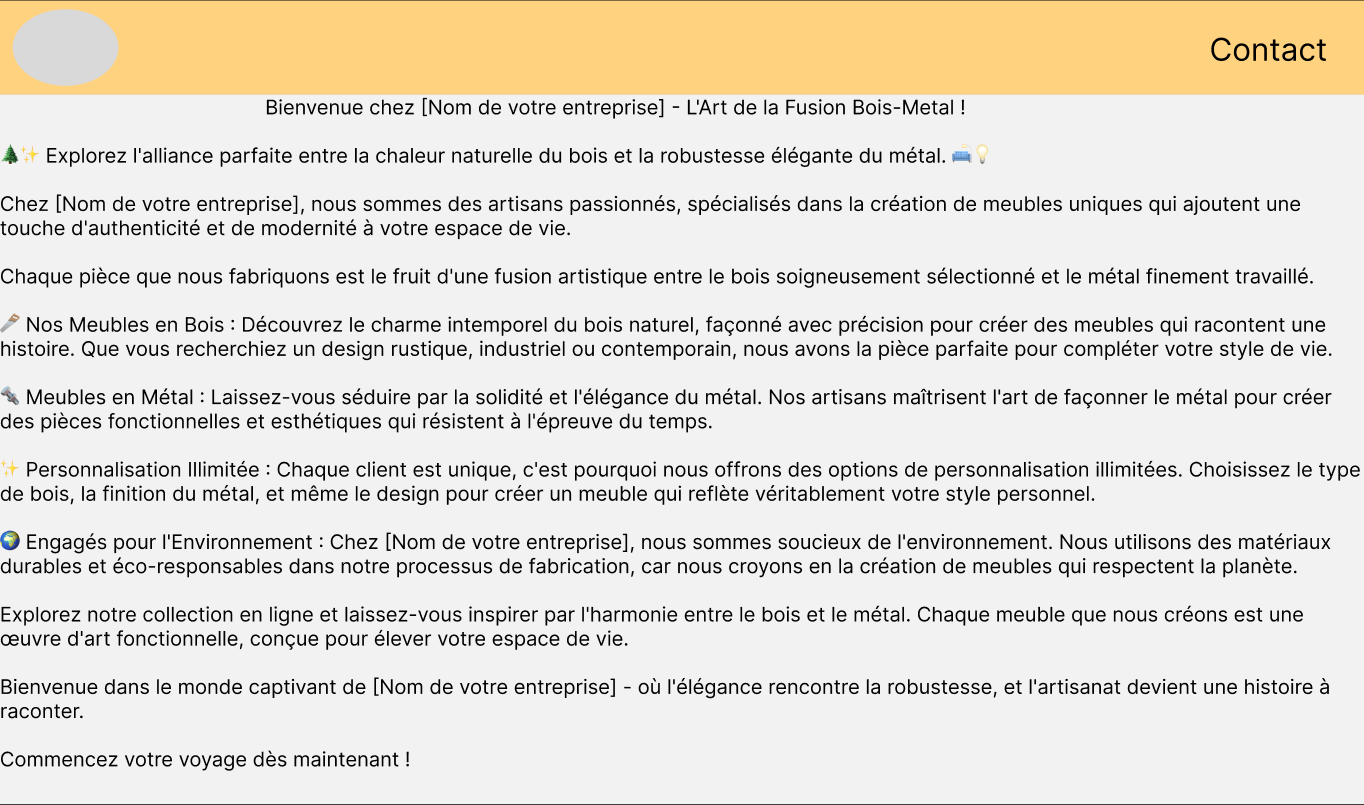 Contact
Bienvenue chez [Nom de votre entreprise] - L'Art de la Fusion Bois-Metal !
🌲✨ Explorez l'alliance parfaite entre la chaleur naturelle du bois et la robustesse élégante du métal. 🛋️💡
Chez [Nom de votre entreprise], nous sommes des artisans passionnés, spécialisés dans la création de meubles uniques qui ajoutent une
touche d'authenticité et de modernité à votre espace de vie.
Chaque pièce que nous fabriquons est le fruit d'une fusion artistique entre le bois soigneusement sélectionné et le métal finement travaillé.
🪚 Nos Meubles en Bois : Découvrez le charme intemporel du bois naturel, façonné avec précision pour créer des meubles qui racontent une
histoire. Que vous recherchiez un design rustique, industriel ou contemporain, nous avons la pièce parfaite pour compléter votre style de vie.
🔩 Meubles en Métal : Laissez-vous séduire par la solidité et l'élégance du métal. Nos artisans maîtrisent l'art de façonner le métal pour créer
des pièces fonctionnelles et esthétiques qui résistent à l'épreuve du temps.
✨ Personnalisation Illimitée : Chaque client est unique, c'est pourquoi nous offrons des options de personnalisation illimitées. Choisissez le type
de bois, la finition du métal, et même le design pour créer un meuble qui reflète véritablement votre style personnel.
🌍 Engagés pour l'Environnement : Chez [Nom de votre entreprise], nous sommes soucieux de l'environnement. Nous utilisons des matériaux
durables et éco-responsables dans notre processus de fabrication, car nous croyons en la création de meubles qui respectent la planète.
Explorez notre collection en ligne et laissez-vous inspirer par l'harmonie entre le bois et le métal. Chaque meuble que nous créons est une
œuvre d'art fonctionnelle, conçue pour élever votre espace de vie.
Bienvenue dans le monde captivant de [Nom de votre entreprise] - où l'élégance rencontre la robustesse, et l'artisanat devient une histoire à
raconter.
Commencez votre voyage dès maintenant !